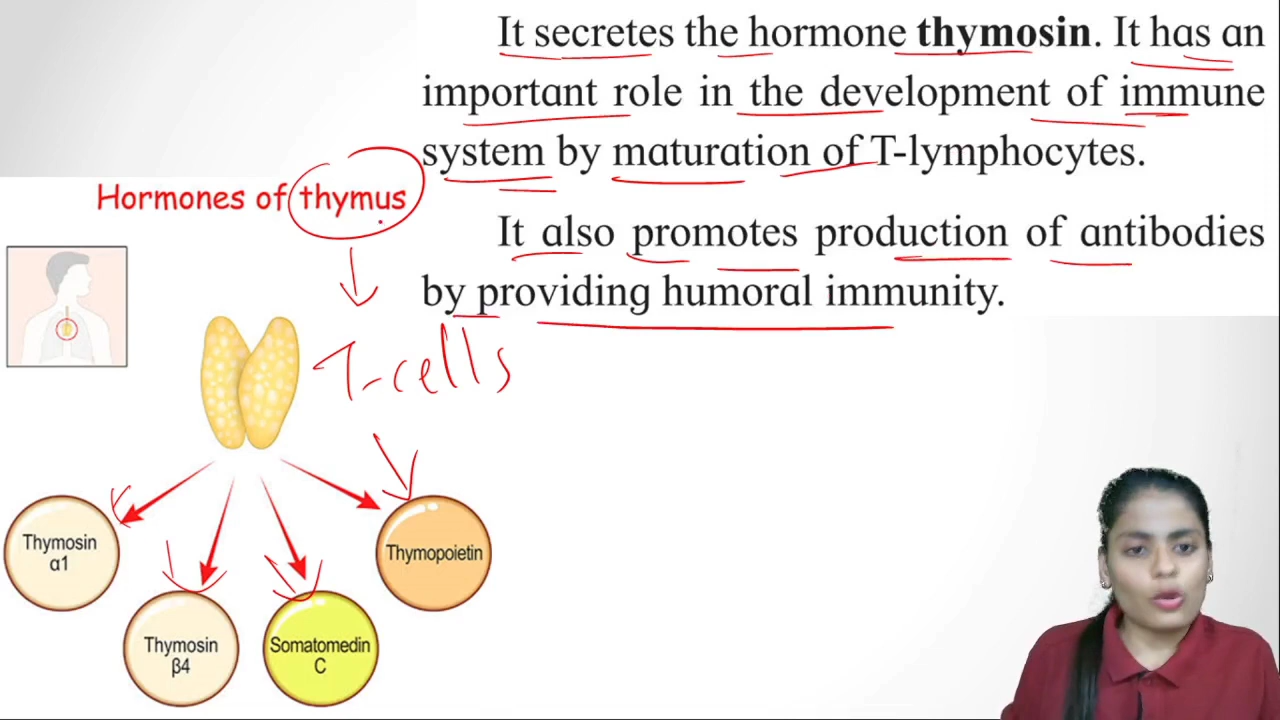 It secretes the hormone thymosin. It has an
important role in the development of immune
system by maturation of T-lymphocytes.
It also promotes production of antibodies
by providing humoral immunity.
Hormones of thymus
T-cells
Thymosin
α1
Thymosin
β4
Somatomedin
C
Thymopoietin